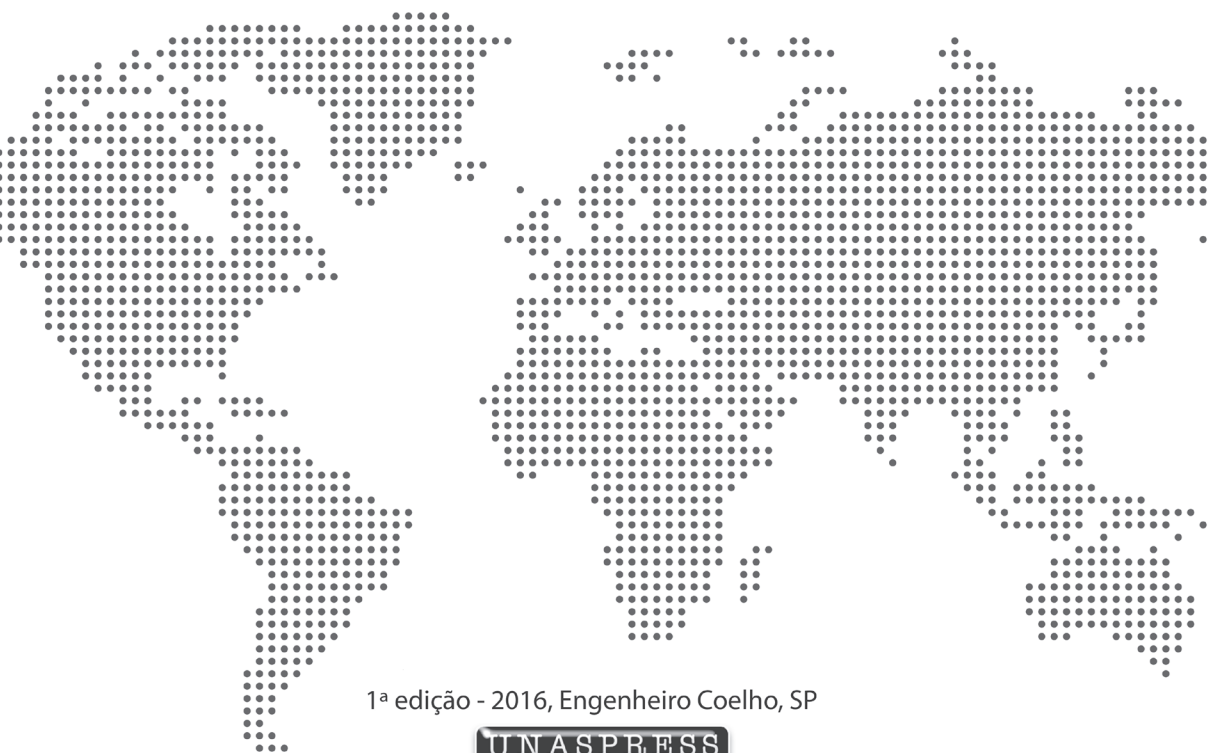 1ª edição - 2016, Engenheiro Coelho, SP
UNASPRESS